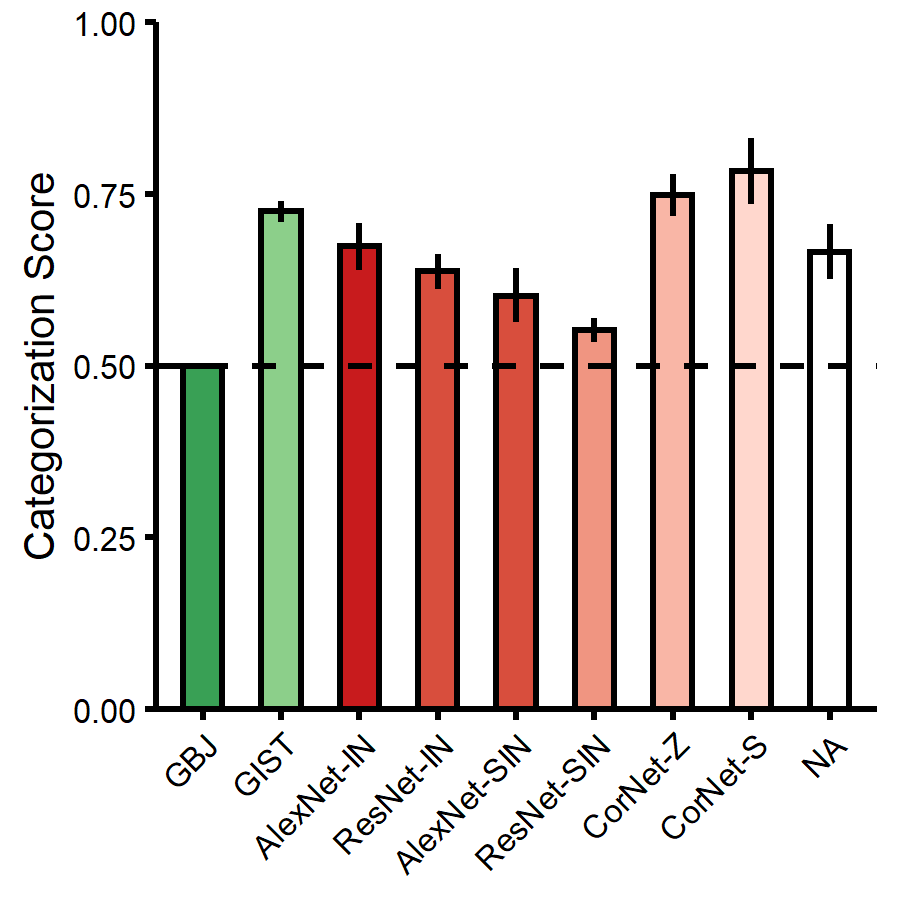 Categorization Score
1.00
0.75
0.50
0.25
0.00
GBJ
GIST
AlexNet-IN
ResNet-IN
AlexNet-SIN
ResNet-SIN
CorNet-Z
CorNet-S
NA